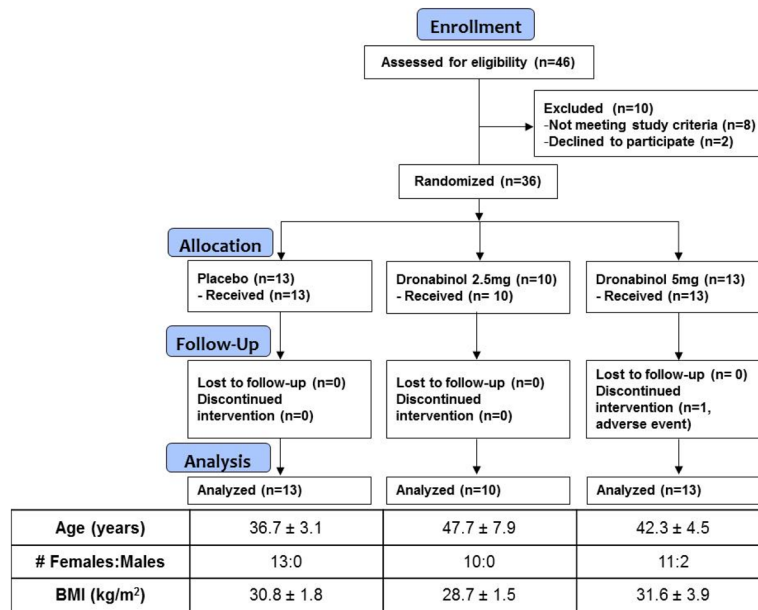 Enrollment
Assessed for eligibility (n=46)
Excluded (n=10)
-Not meeting study criteria (n=8)
-Declined to participate (n=2)
Randomized (n=36)
Allocation
Placebo (n=13)
- Received (n=13)
Dronabinol 2.5mg (n=10)
- Received (n= 10)
Dronabinol 5mg (n=13)
- Received (n=13)
Follow-Up
Lost to follow-up (n=0)
Discontinued
intervention (n=0)
Lost to follow-up (n=0)
Discontinued
intervention (n=0)
Lost to follow-up (n= 0)
Discontinued
intervention (n=1,
adverse event)
Analysis
Analyzed (n=13)
Analyzed (n=10)
Analyzed (n=13)
Age (years) 36.7 ± 3.1 47.7 ± 7.9 42.3 ± 4.5
# Females:Males 13:0 10:0 11:2
BMI (kg/m²) 30.8 ± 1.8 28.7 ± 1.5 31.6 ± 3.9